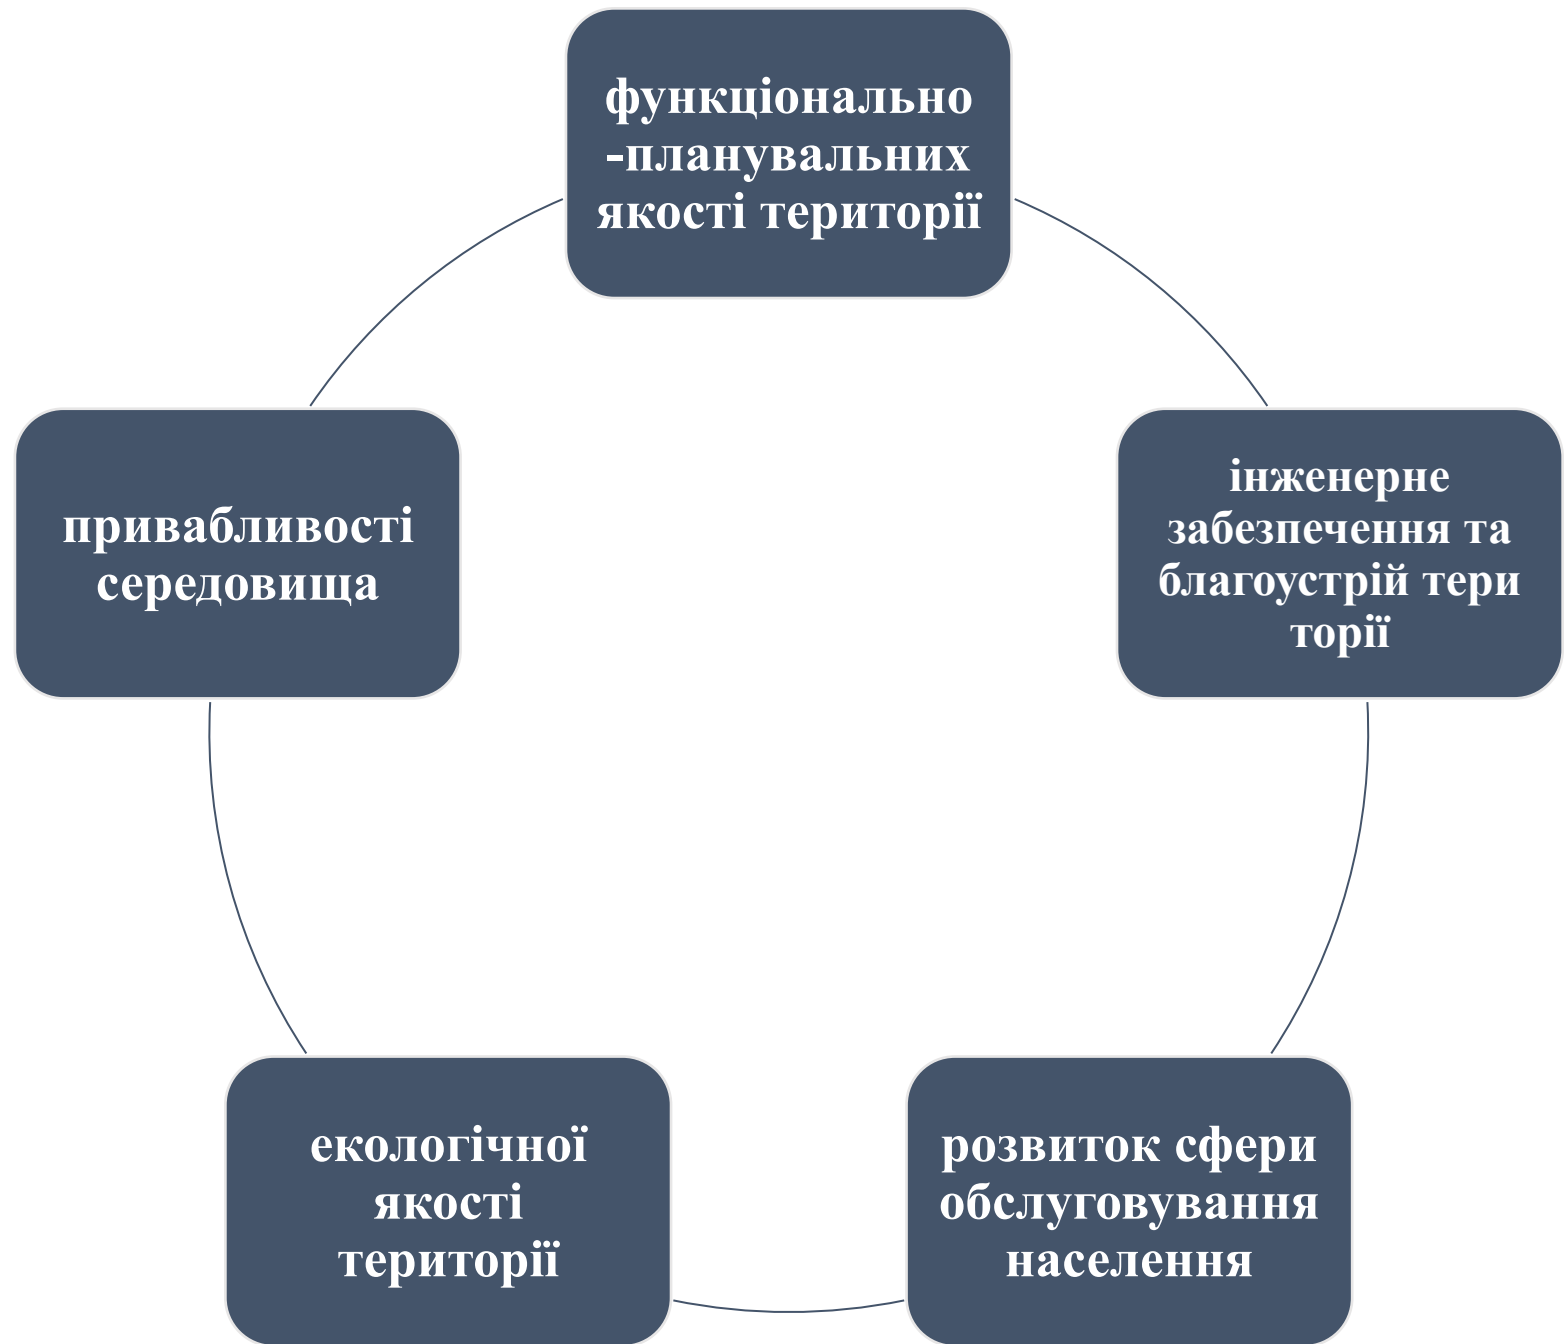 функціонально
-планувальних
якості території
інженерне
забезпечення та
благоустрій тери
торії
привабливості
середовища
екологічної
якості
території
розвиток сфери
обслуговування
населення